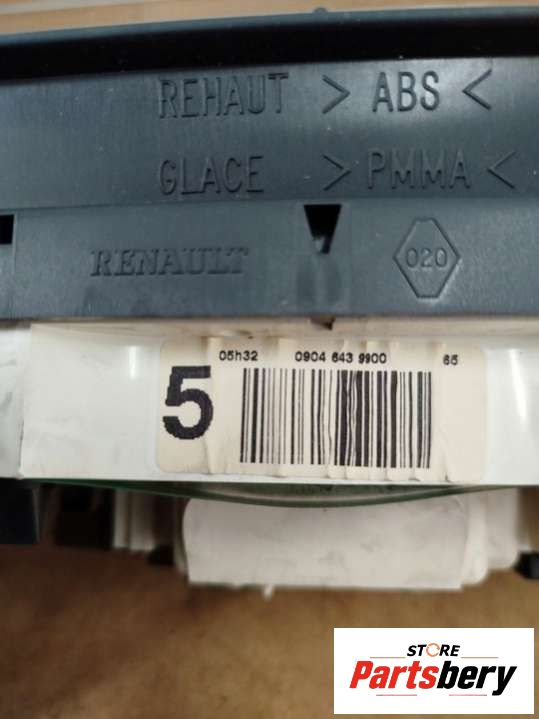 REHAUT > ABS <
GLACE > PMMA <
RENAULT 020
05h32 0904 643 9900 65
5
STORE
Partsbery